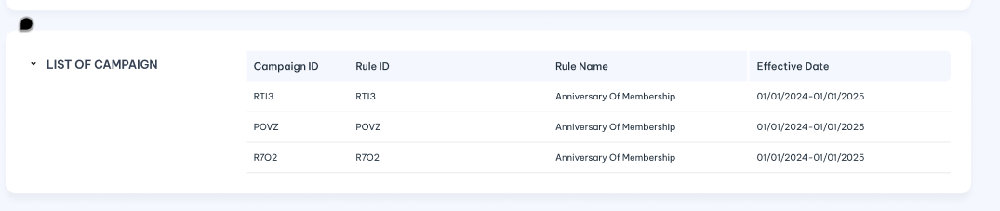 LIST OF CAMPAIGN
Campaign ID Rule ID Rule Name Effective Date
RTI3 RTI3 Anniversary Of Membership 01/01/2024-01/01/2025
POVZ POVZ Anniversary Of Membership 01/01/2024-01/01/2025
R7O2 R7O2 Anniversary Of Membership 01/01/2024-01/01/2025